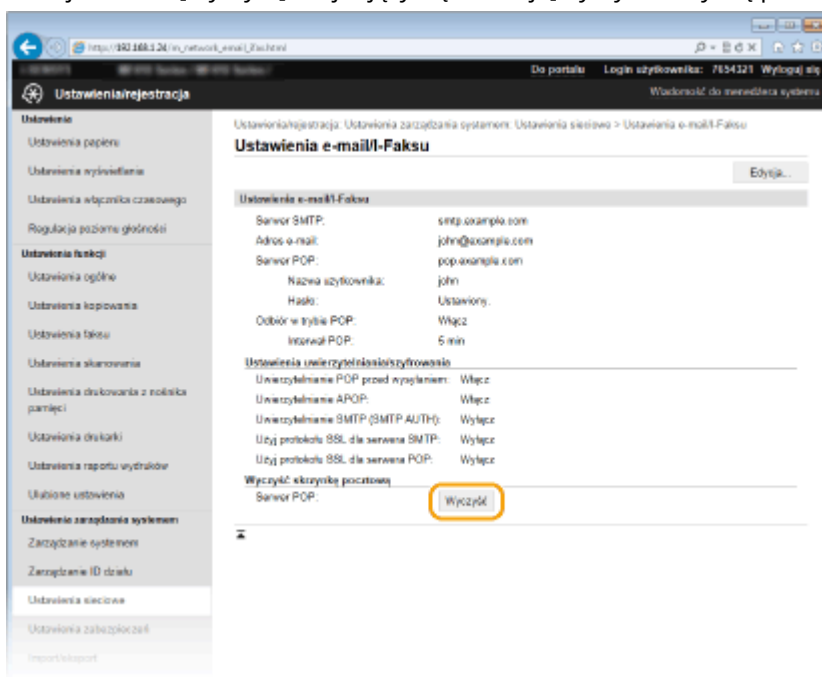 http://192.168.1.24/m_network_email_ifax.html
Do portalu Login użytkownika: 7654321 Wyloguj się
Ustawienia/rejestracja
Wiadomość do menedżera systemu
Ustawienia
Ustawienia papieru
Ustawienia wyświetlania
Ustawienia włącznika czasowego
Regulacja poziomu głośności
Ustawienia funkcji
Ustawienia ogólne
Ustawienia kopiowania
Ustawienia faksu
Ustawienia skanowania
Ustawienia drukowania z nośnika
pamięci
Ustawienia drukarki
Ustawienia raportu wydruków
Ulubione ustawienia
Ustawienia zarządzania systemem
Zarządzanie systemem
Zarządzanie ID działu
Ustawienia sieciowe
Ustawienia zabezpieczeń
Import/eksport
Ustawienia/rejestracja: Ustawienia zarządzania systemem: Ustawienia sieciowe > Ustawienia e-mail/I-Faksu
Ustawienia e-mail/I-Faksu
Edycja...
Ustawienia e-mail/I-Faksu
Serwer SMTP: smtp.example.com
Adres e-mail: john@example.com
Serwer POP: pop.example.com
Nazwa użytkownika: john
Hasło: Ustawiony.
Odbiór w trybie POP: Włącz
Interwał POP: 5 min
Ustawienia uwierzytelniania/szyfrowania
Uwierzytelnianie POP przed wysyłaniem: Włącz
Uwierzytelnianie APOP: Włącz
Uwierzytelnianie SMTP (SMTP AUTH): Wyłącz
Użyj protokołu SSL dla serwera SMTP: Wyłącz
Użyj protokołu SSL dla serwera POP: Wyłącz
Wyczyść skrzynkę pocztową
Serwer POP: Wyczyść